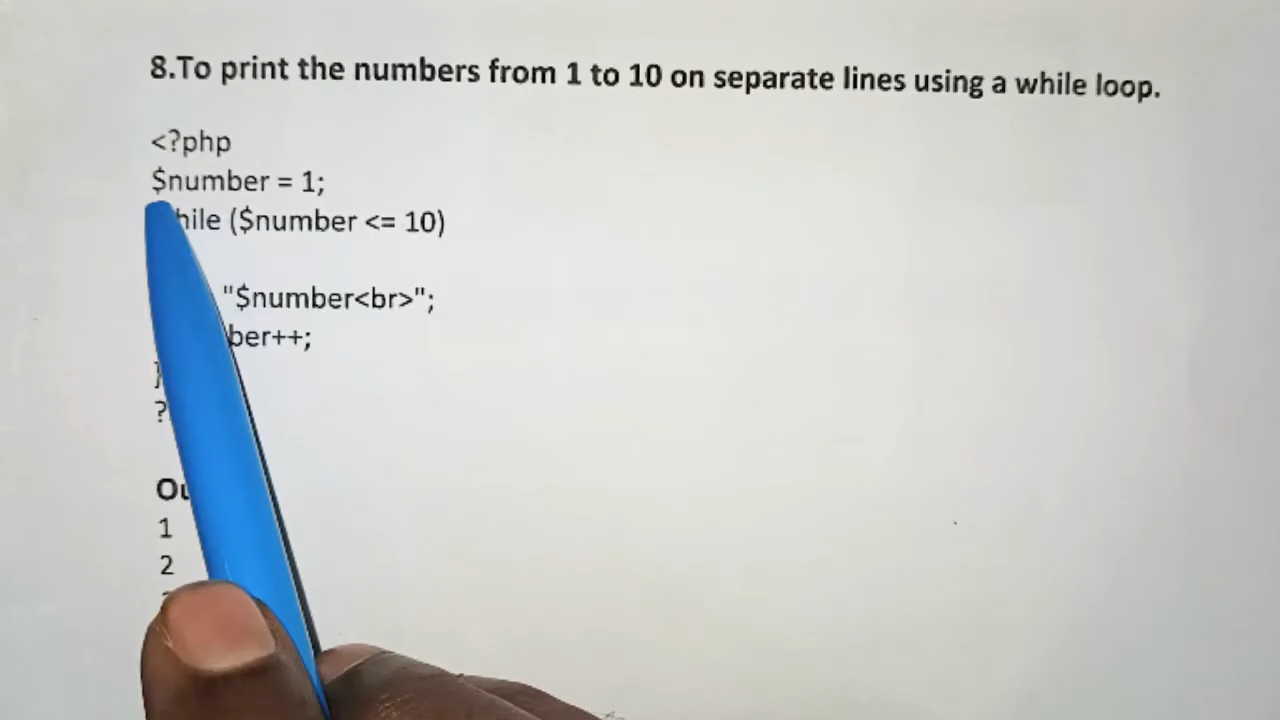 8.To print the numbers from 1 to 10 on separate lines using a while loop.
<?php
$number = 1;
while ($number <= 10)
"$number<br>";
ber++;
}
?
Ou
1
2